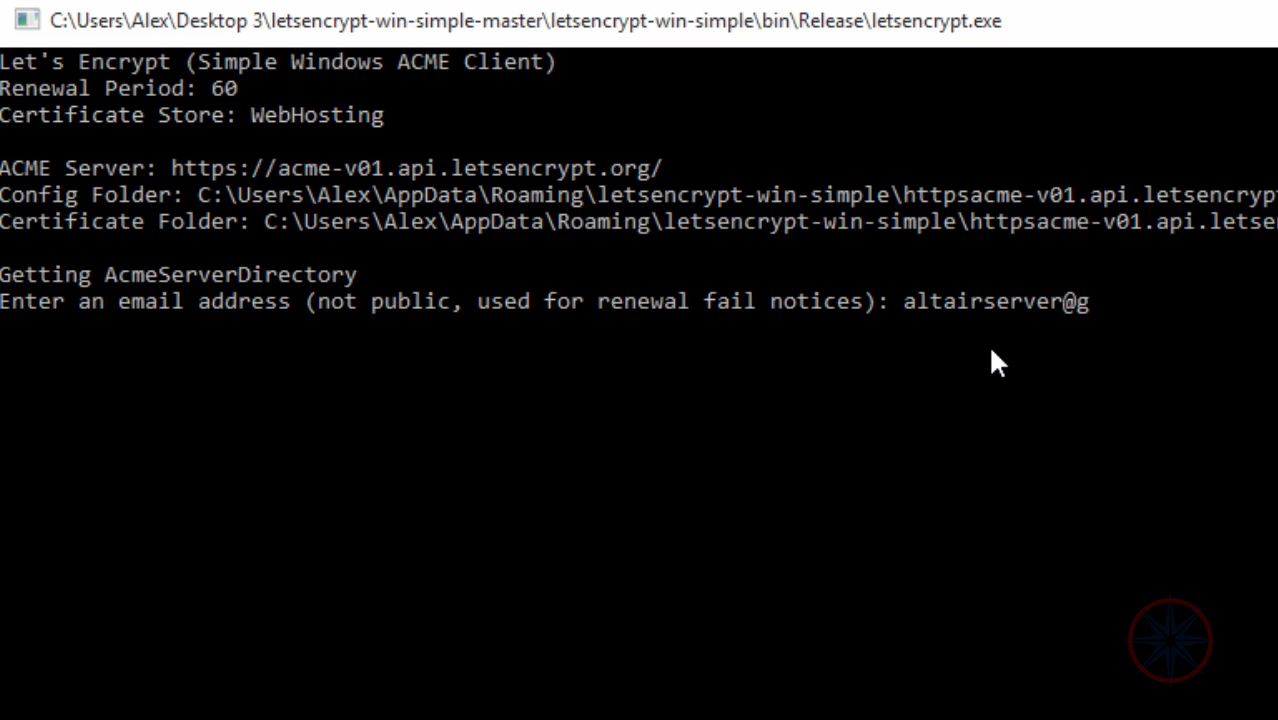 C:\Users\Alex\Desktop 3\letsencrypt-win-simple-master\letsencrypt-win-simple\bin\Release\letsencrypt.exe
Let's Encrypt (Simple Windows ACME Client)
Renewal Period: 60
Certificate Store: WebHosting
ACME Server: https://acme-v01.api.letsencrypt.org/
Config Folder: C:\Users\Alex\AppData\Roaming\letsencrypt-win-simple\httpsacme-v01.api.letsencrypt
Certificate Folder: C:\Users\Alex\AppData\Roaming\letsencrypt-win-simple\httpsacme-v01.api.letse
Getting AcmeServerDirectory
Enter an email address (not public, used for renewal fail notices): altairserver@g